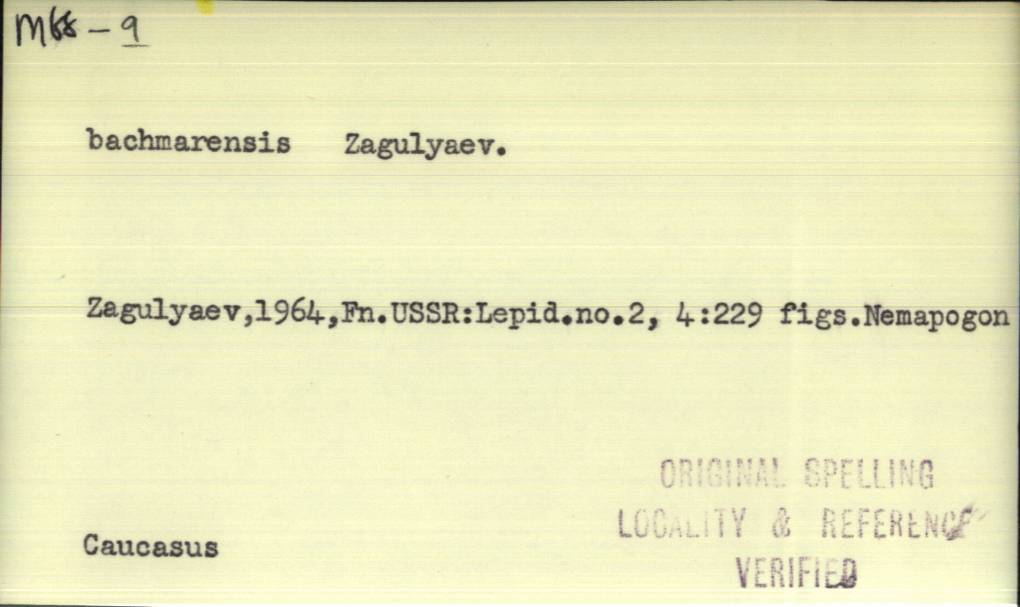 M68-9
bachmarensis Zagulyaev.
Zagulyaev,1964,Fn.USSR:Lepid.no.2, 4:229 figs.Nemapogon
ORIGINAL SPELLING
LOCALITY & REFERENCE
Caucasus
VERIFIED